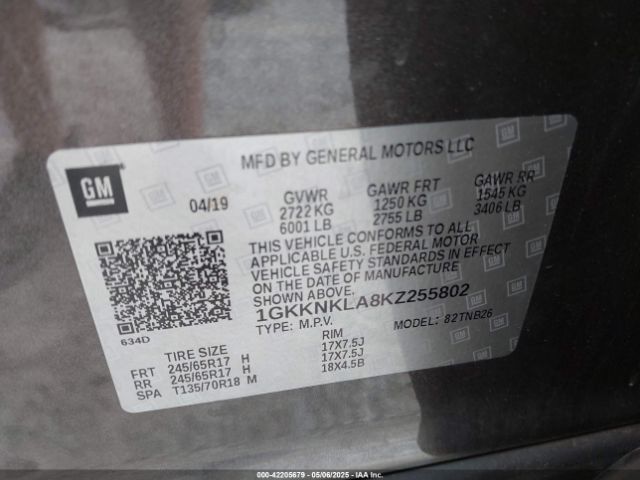 MFD BY GENERAL MOTORS LLC
GM
04/19
GVWR GAWR FRT GAWR RR
2722 KG 1250 KG 1545 KG
6001 LB 2755 LB 3406 LB
THIS VEHICLE CONFORMS TO ALL
APPLICABLE U.S. FEDERAL MOTOR
VEHICLE SAFETY STANDARDS IN EFFECT
ON THE DATE OF MANUFACTURE
SHOWN ABOVE.
1GKKNKLA8KZ255802
TYPE: M.P.V. MODEL: 82TNB26
634D
TIRE SIZE RIM
FRT 245/65R17 H 17X7.5J
RR 245/65R17 H 17X7.5J
SPA T135/70R18 M 18X4.5B
000-42205679 - 05/06/2025 - IAA Inc.